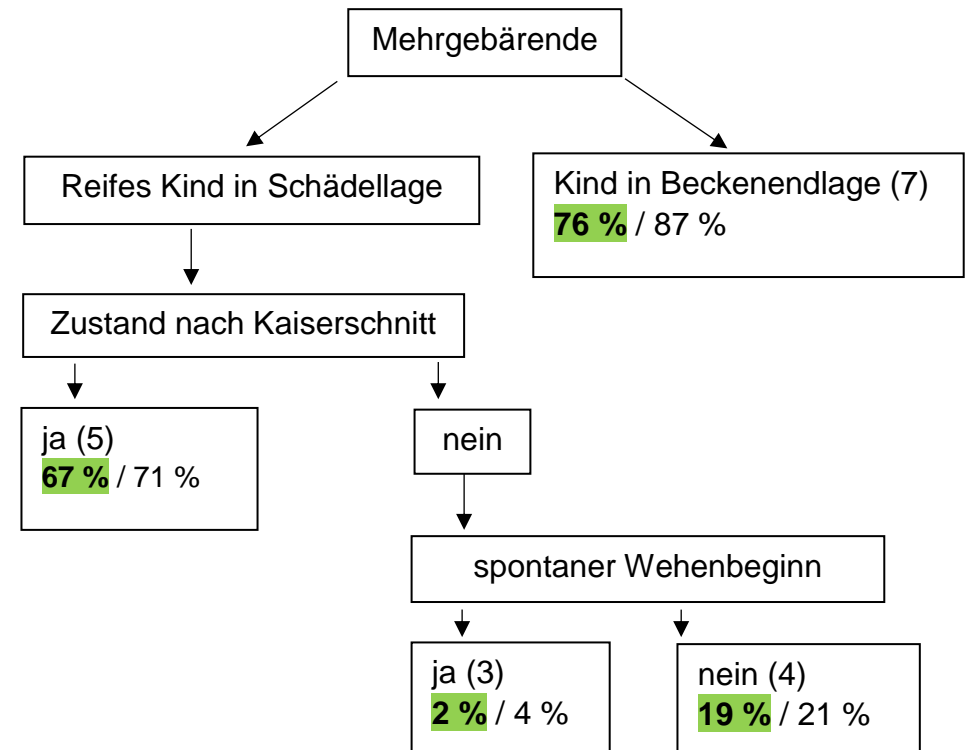 Mehrgebärende
Reifes Kind in Schädellage
Kind in Beckenendlage (7)
76 % / 87 %
Zustand nach Kaiserschnitt
ja (5)
67 % / 71 %
nein
spontaner Wehenbeginn
ja (3)
2 % / 4 %
nein (4)
19 % / 21 %